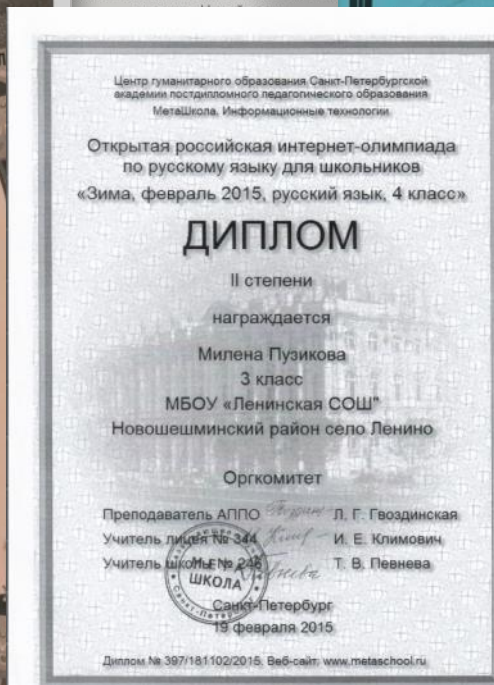 Центр гуманитарного образования Санкт-Петербургской
академии постдипломного педагогического образования
МетаШкола. Информационные технологии
Открытая российская интернет-олимпиада
по русскому языку для школьников
«Зима, февраль 2015, русский язык, 4 класс»
ДИПЛОМ
II степени
награждается
Милена Пузикова
3 класс
МБОУ «Ленинская СОШ"
Новошешминский район село Ленино
Оргкомитет
Преподаватель АППО Л. Г. Гвоздинская
Учитель лицея № 344 И. Е. Климович
Учитель школы № 246 Т. В. Певнева
МЕТА
ШКОЛА
Санкт-Петербург
Санкт-Петербург
19 февраля 2015
Диплом № 397/181102/2015. Веб-сайт: www.metaschool.ru